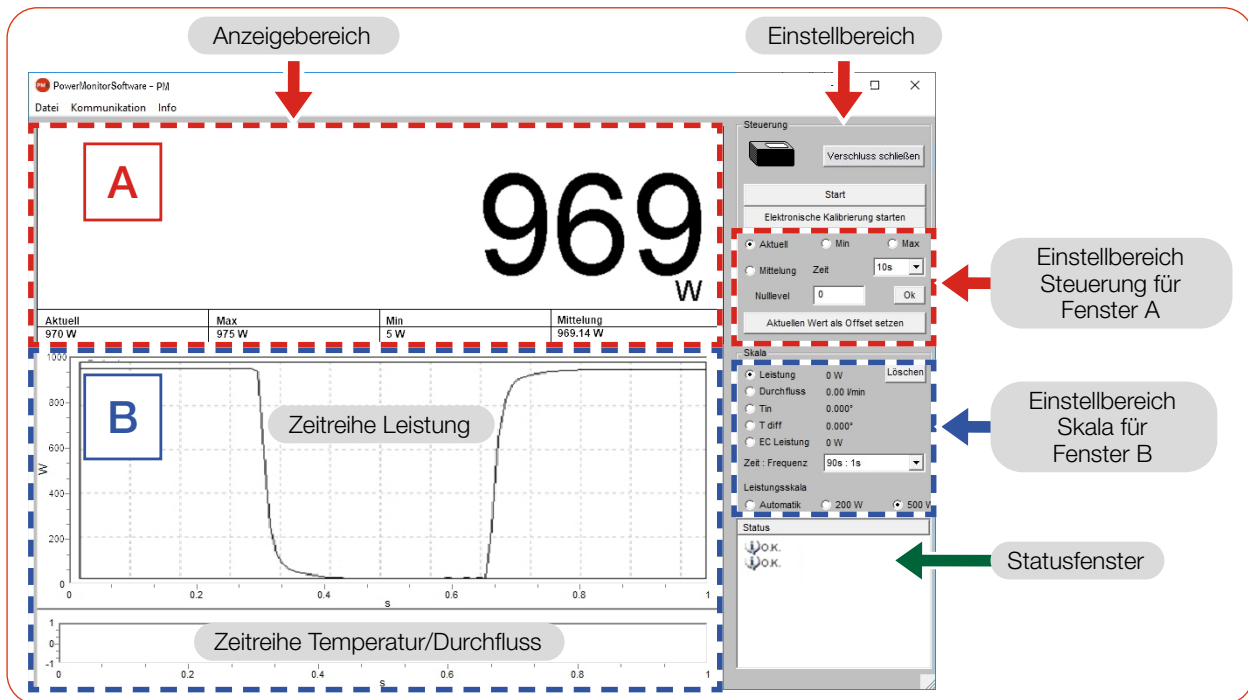 Anzeigebereich
Einstellbereich
PM PowerMonitorSoftware - PM
Datei Kommunikation Info
A
969
W
Aktuell Max Min Mittelung
970 W 975 W 5 W 969.14 W
Steuerung
Verschluss schließen
Start
Elektronische Kalibrierung starten
Aktuell Min Max
Mittelung Zeit 10s
Nulllevel 0 Ok
Aktuellen Wert als Offset setzen
Einstellbereich
Steuerung für
Fenster A
B
Zeitreihe Leistung
1000
800
600
400
200
0
W
0 0.2 0.4 0.6 0.8 1
s
Zeitreihe Temperatur/Durchfluss
1
0
-1
0 0.2 0.4 0.6 0.8 1
s
Skala
Leistung 0 W Löschen
Durchfluss 0.00 l/min
Tin 0.000°
T diff 0.000°
EC Leistung 0 W
Zeit : Frequenz 90s : 1s
Leistungsskala
Automatik 200 W 500 W
Einstellbereich
Skala für
Fenster B
Status
O.K.
O.K.
Statusfenster